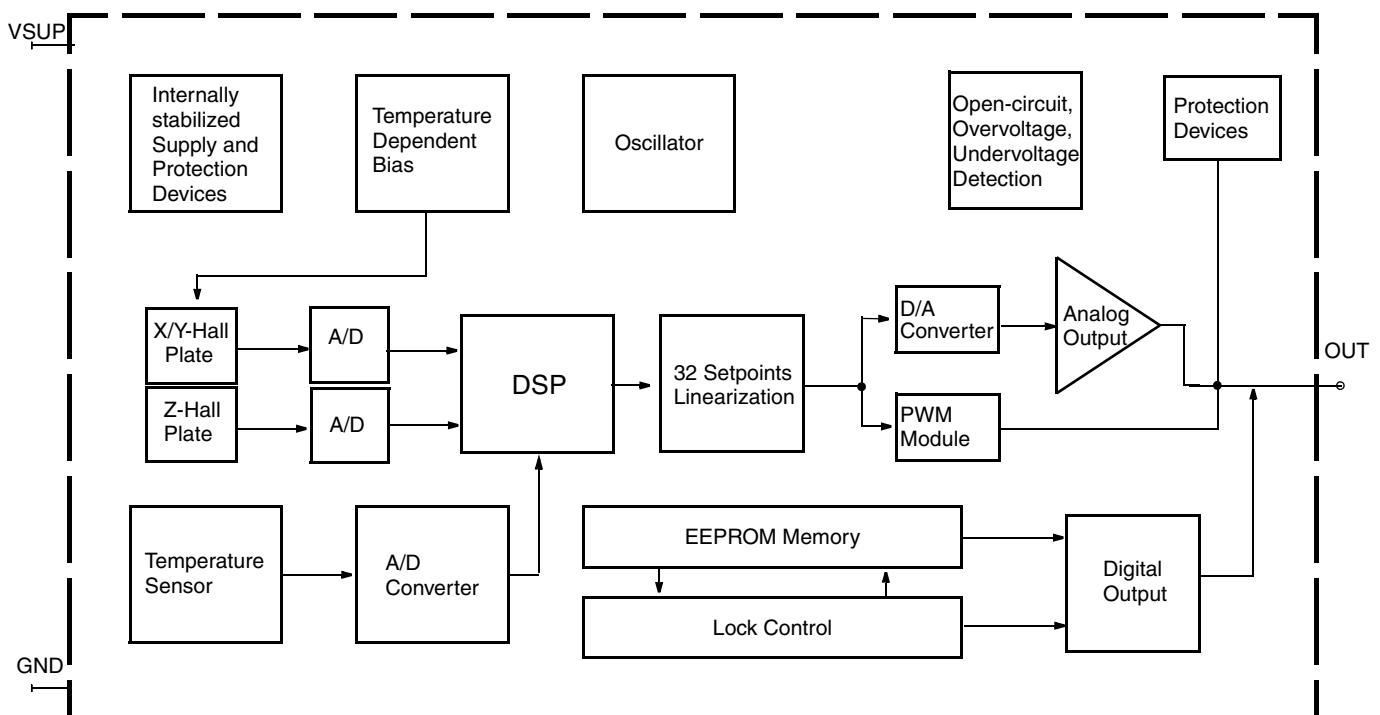 VSUP
Internally
stabilized
Supply and
Protection
Devices
Temperature
Dependent
Bias
Oscillator
Open-circuit,
Overvoltage,
Undervoltage
Detection
Protection
Devices
X/Y-Hall
Plate
A/D
Z-Hall
Plate
A/D
DSP
32 Setpoints
Linearization
D/A
Converter
Analog
Output
PWM
Module
OUT
Temperature
Sensor
A/D
Converter
EEPROM Memory
Lock Control
Digital
Output
GND